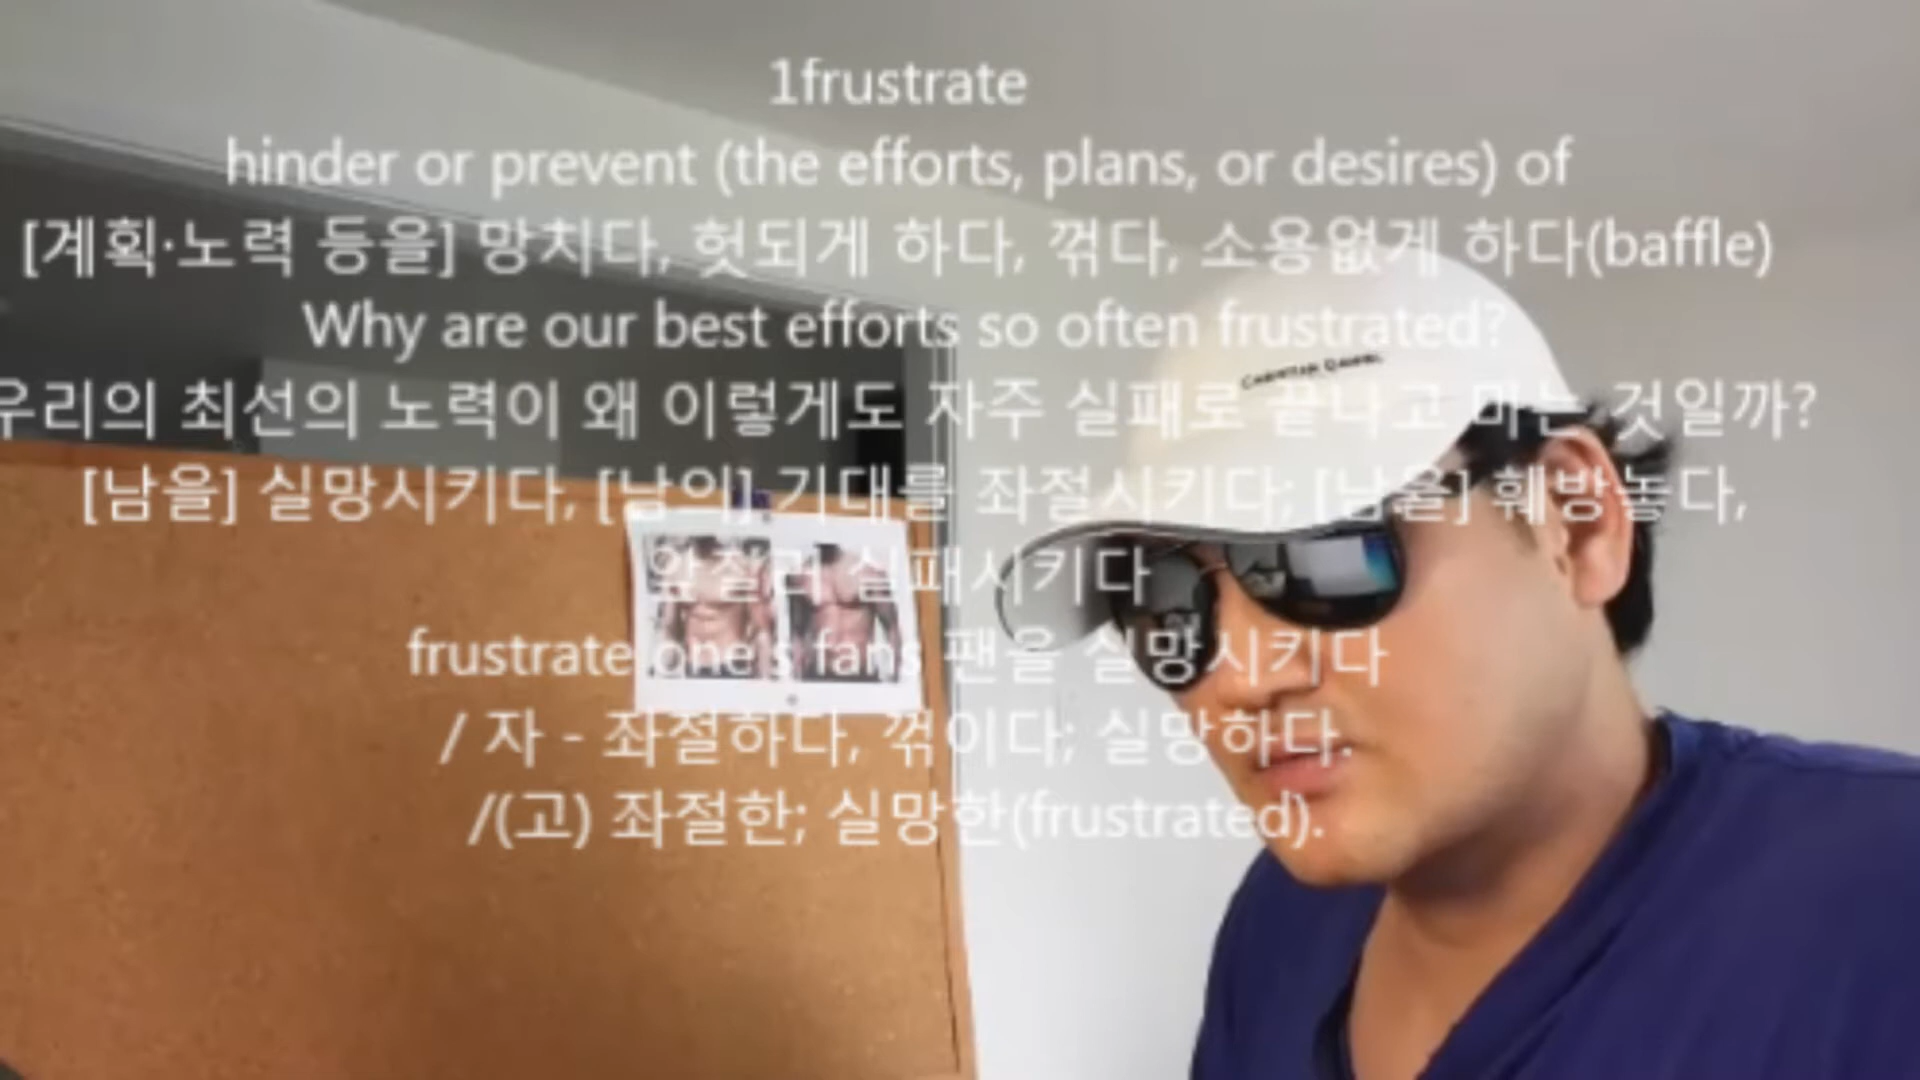 1frustrate
hinder or prevent (the efforts, plans, or desires) of
[계획·노력 등을] 망치다, 헛되게 하다, 꺾다, 소용없게 하다(baffle)
Why are our best efforts so often frustrated?
우리의 최선의 노력이 왜 이렇게도 자주 실패로 끝나고 마는 것일까?
[남을] 실망시키다, [남의] 기대를 좌절시키다; [남을] 훼방놓다,
앞질러 실패시키다
frustrate one's fans 팬을 실망시키다
/ 자 - 좌절하다, 꺾이다; 실망하다.
/(고) 좌절한; 실망한(frustrated).